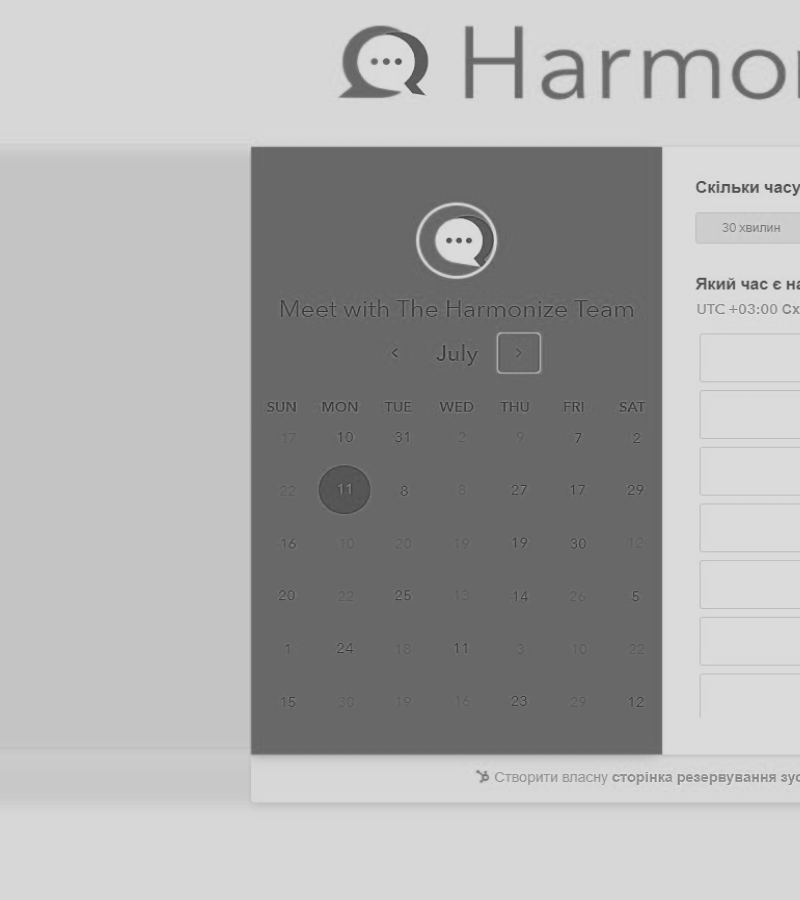 Harmon
Meet with The Harmonize Team
July
SUN MON TUE WED THU FRI SAT
17 10 31 2 9 7 2
22 11 8 8 27 17 29
16 10 20 19 19 30 12
20 22 25 13 14 26 5
1 24 18 11 3 10 22
15 30 19 16 23 29 12
Скільки часу
30 хвилин
Який час є на
UTC +03:00 Сх
Створити власну сторінка резервування зус